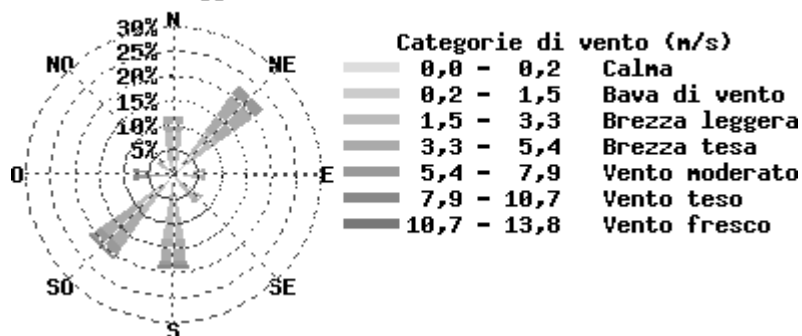 N
30%
25%
20%
15%
10%
5%
NO
NE
O
E
SO
SE
S
Categorie di vento (m/s)
0,0 - 0,2 Calma
0,2 - 1,5 Bava di vento
1,5 - 3,3 Brezza leggera
3,3 - 5,4 Brezza tesa
5,4 - 7,9 Vento moderato
7,9 - 10,7 Vento teso
10,7 - 13,8 Vento fresco